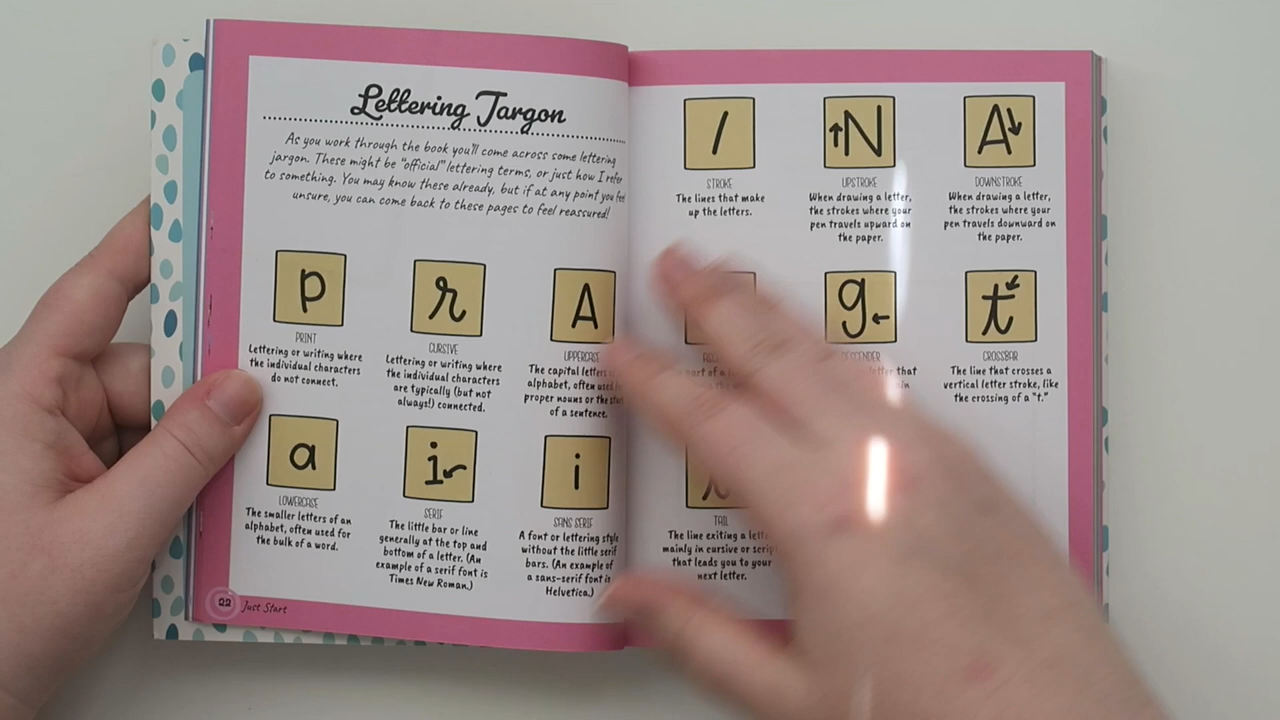 Lettering Jargon
As you work through the book you'll come across some lettering
jargon. These might be "official" lettering terms, or just how I refer
to something. You may know these already, but if at any point you feel
unsure, you can come back to these pages to feel reassured!
p
PRINT
Lettering or writing where
the individual characters
do not connect.
r
CURSIVE
Lettering or writing where
the individual characters
are typically (but not
always!) connected.
A
UPPERCASE
The capital letters
alphabet, often used
proper nouns or the start
of a sentence.
a
LOWERCASE
The smaller letters of an
alphabet, often used for
the bulk of a word.
i
SERIF
The little bar or line
generally at the top and
bottom of a letter. (An
example of a serif font is
Times New Roman.)
i
SANS SERIF
A font or lettering style
without the little serif
bars. (An example of
a sans-serif font is
Helvetica.)
22 Just Start
/
STROKE
The lines that make
up the letters.
N
UPSTROKE
When drawing a letter,
the strokes where your
pen travels upward on
the paper.
A
DOWNSTROKE
When drawing a letter,
the strokes where your
pen travels downward on
the paper.
part of a
g
DESCENDER
letter that
t
CROSSBAR
The line that crosses a
vertical letter stroke, like
the crossing of a "t."
TAIL
The line exiting a
mainly in cursive or script
that leads you to your
next letter.